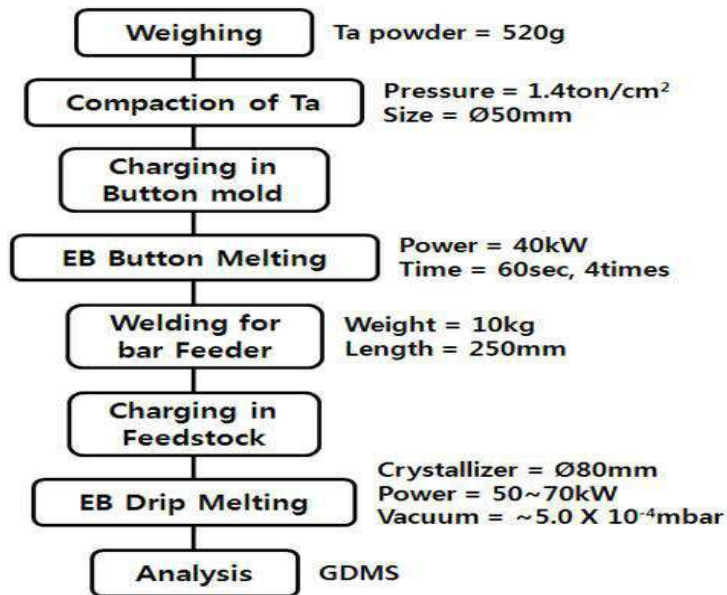 Weighing
Ta powder = 520g
Compaction of Ta
Pressure = 1.4ton/cm²
Size = Ø50mm
Charging in
Button mold
EB Button Melting
Power = 40kW
Time = 60sec, 4times
Welding for
bar Feeder
Weight = 10kg
Length = 250mm
Charging in
Feedstock
EB Drip Melting
Crystallizer = Ø80mm
Power = 50~70kW
Vacuum = ~5.0 X 10⁻⁴mbar
Analysis
GDMS